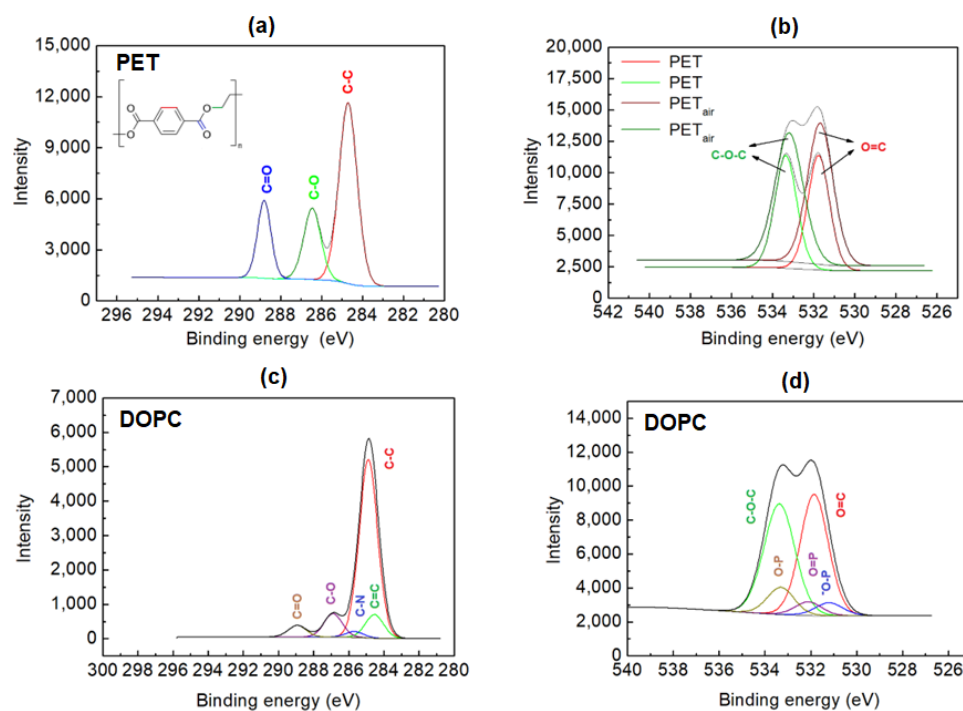 (a)
PET
15,000
12,000
9,000
6,000
3,000
0
Intensity
O
O
O
O
n
C=O
C-O
C-C
296 294 292 290 288 286 284 282 280
Binding energy (eV)
(b)
20,000
17,500
15,000
12,500
10,000
7,500
5,000
2,500
0
Intensity
PET
PET
PETair
PETair
C-O-C
O=C
542 540 538 536 534 532 530 528 526
Binding energy (eV)
(c)
DOPC
7,000
6,000
5,000
4,000
3,000
2,000
1,000
0
Intensity
C=O
C-O
C-N
C=C
C-C
300 298 296 294 292 290 288 286 284 282 280
Binding energy (eV)
(d)
DOPC
14,000
12,000
10,000
8,000
6,000
4,000
2,000
0
Intensity
C-O-C
O-P
O=P
-O-P
O=C
540 538 536 534 532 530 528 526
Binding energy (eV)